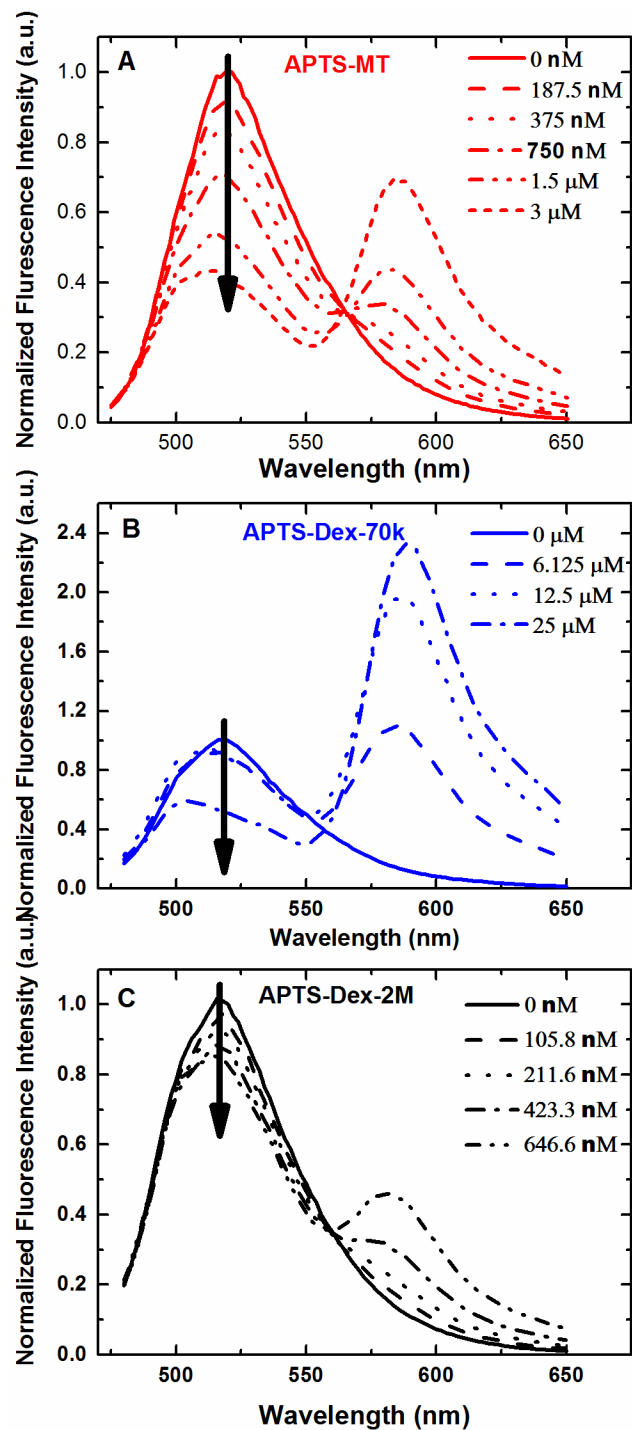 Normalized Flurescence Intensity (a.u.)
A
APTS-MT
0 nM
187.5 nM
375 nM
750 nM
1.5 μM
3 μM
1.0
0.8
0.6
0.4
0.2
0.0
500 550 600 650
Wavelength (nm)
Normalized Fluorescence Intensity (a.u.)
B
APTS-Dex-70k
0 μM
6.125 μM
12.5 μM
25 μM
2.4
2.0
1.6
1.2
0.8
0.4
0.0
500 550 600 650
Wavelength (nm)
Normalized Fluorescence Intensity (a.u.)
C
APTS-Dex-2M
0 nM
105.8 nM
211.6 nM
423.3 nM
646.6 nM
1.0
0.8
0.6
0.4
0.2
0.0
500 550 600 650
Wavelength (nm)